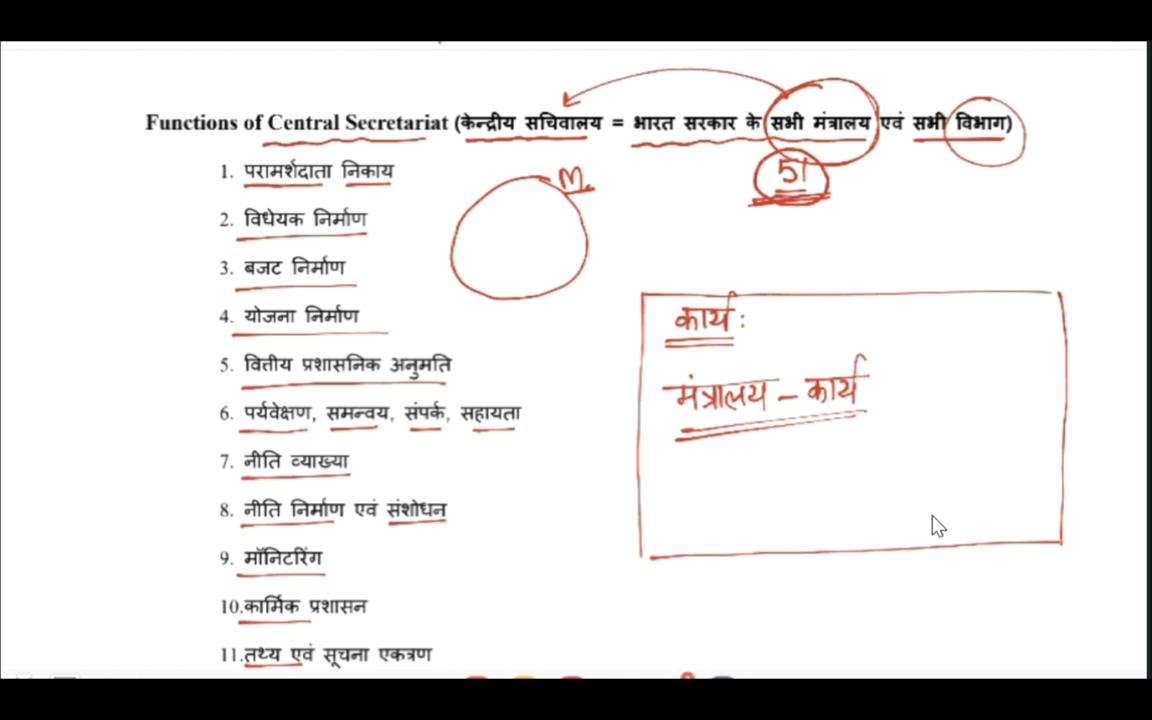 Functions of Central Secretariat (केन्द्रीय सचिवालय = भारत सरकार के सभी मंत्रालय एवं सभी विभाग)
51
1. परामर्शदाता निकाय
M.
2. विधेयक निर्माण
3. बजट निर्माण
4. योजना निर्माण
5. वित्तीय प्रशासनिक अनुमति
6. पर्यवेक्षण, समन्वय, संपर्क, सहायता
7. नीति व्याख्या
8. नीति निर्माण एवं संशोधन
9. मॉनिटरिंग
10.कार्मिक प्रशासन
11.तथ्य एवं सूचना एकत्रण
कार्य :
मंत्रालय – कार्य